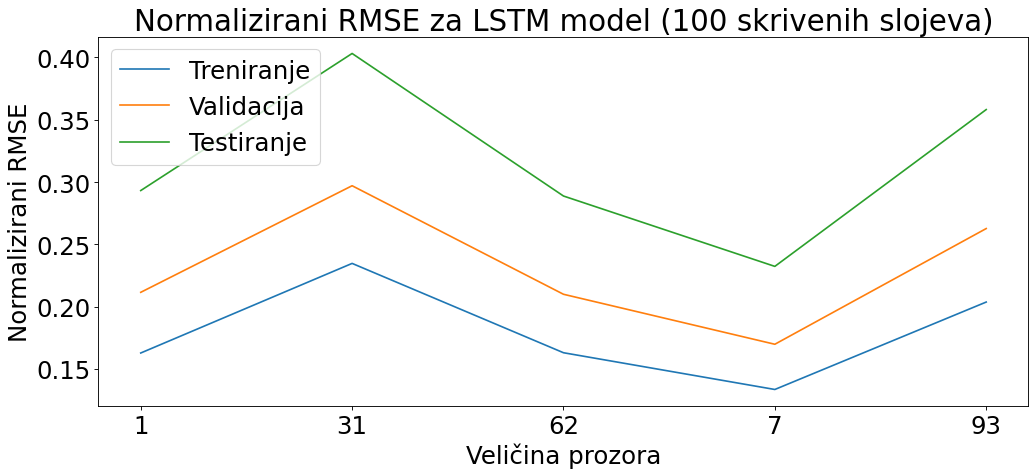 Normalizirani RMSE za LSTM model (100 skrivenih slojeva)
Treniranje
Validacija
Testiranje
Normalizirani RMSE
0.40
0.35
0.30
0.25
0.20
0.15
1 31 62 7 93
Veličina prozora